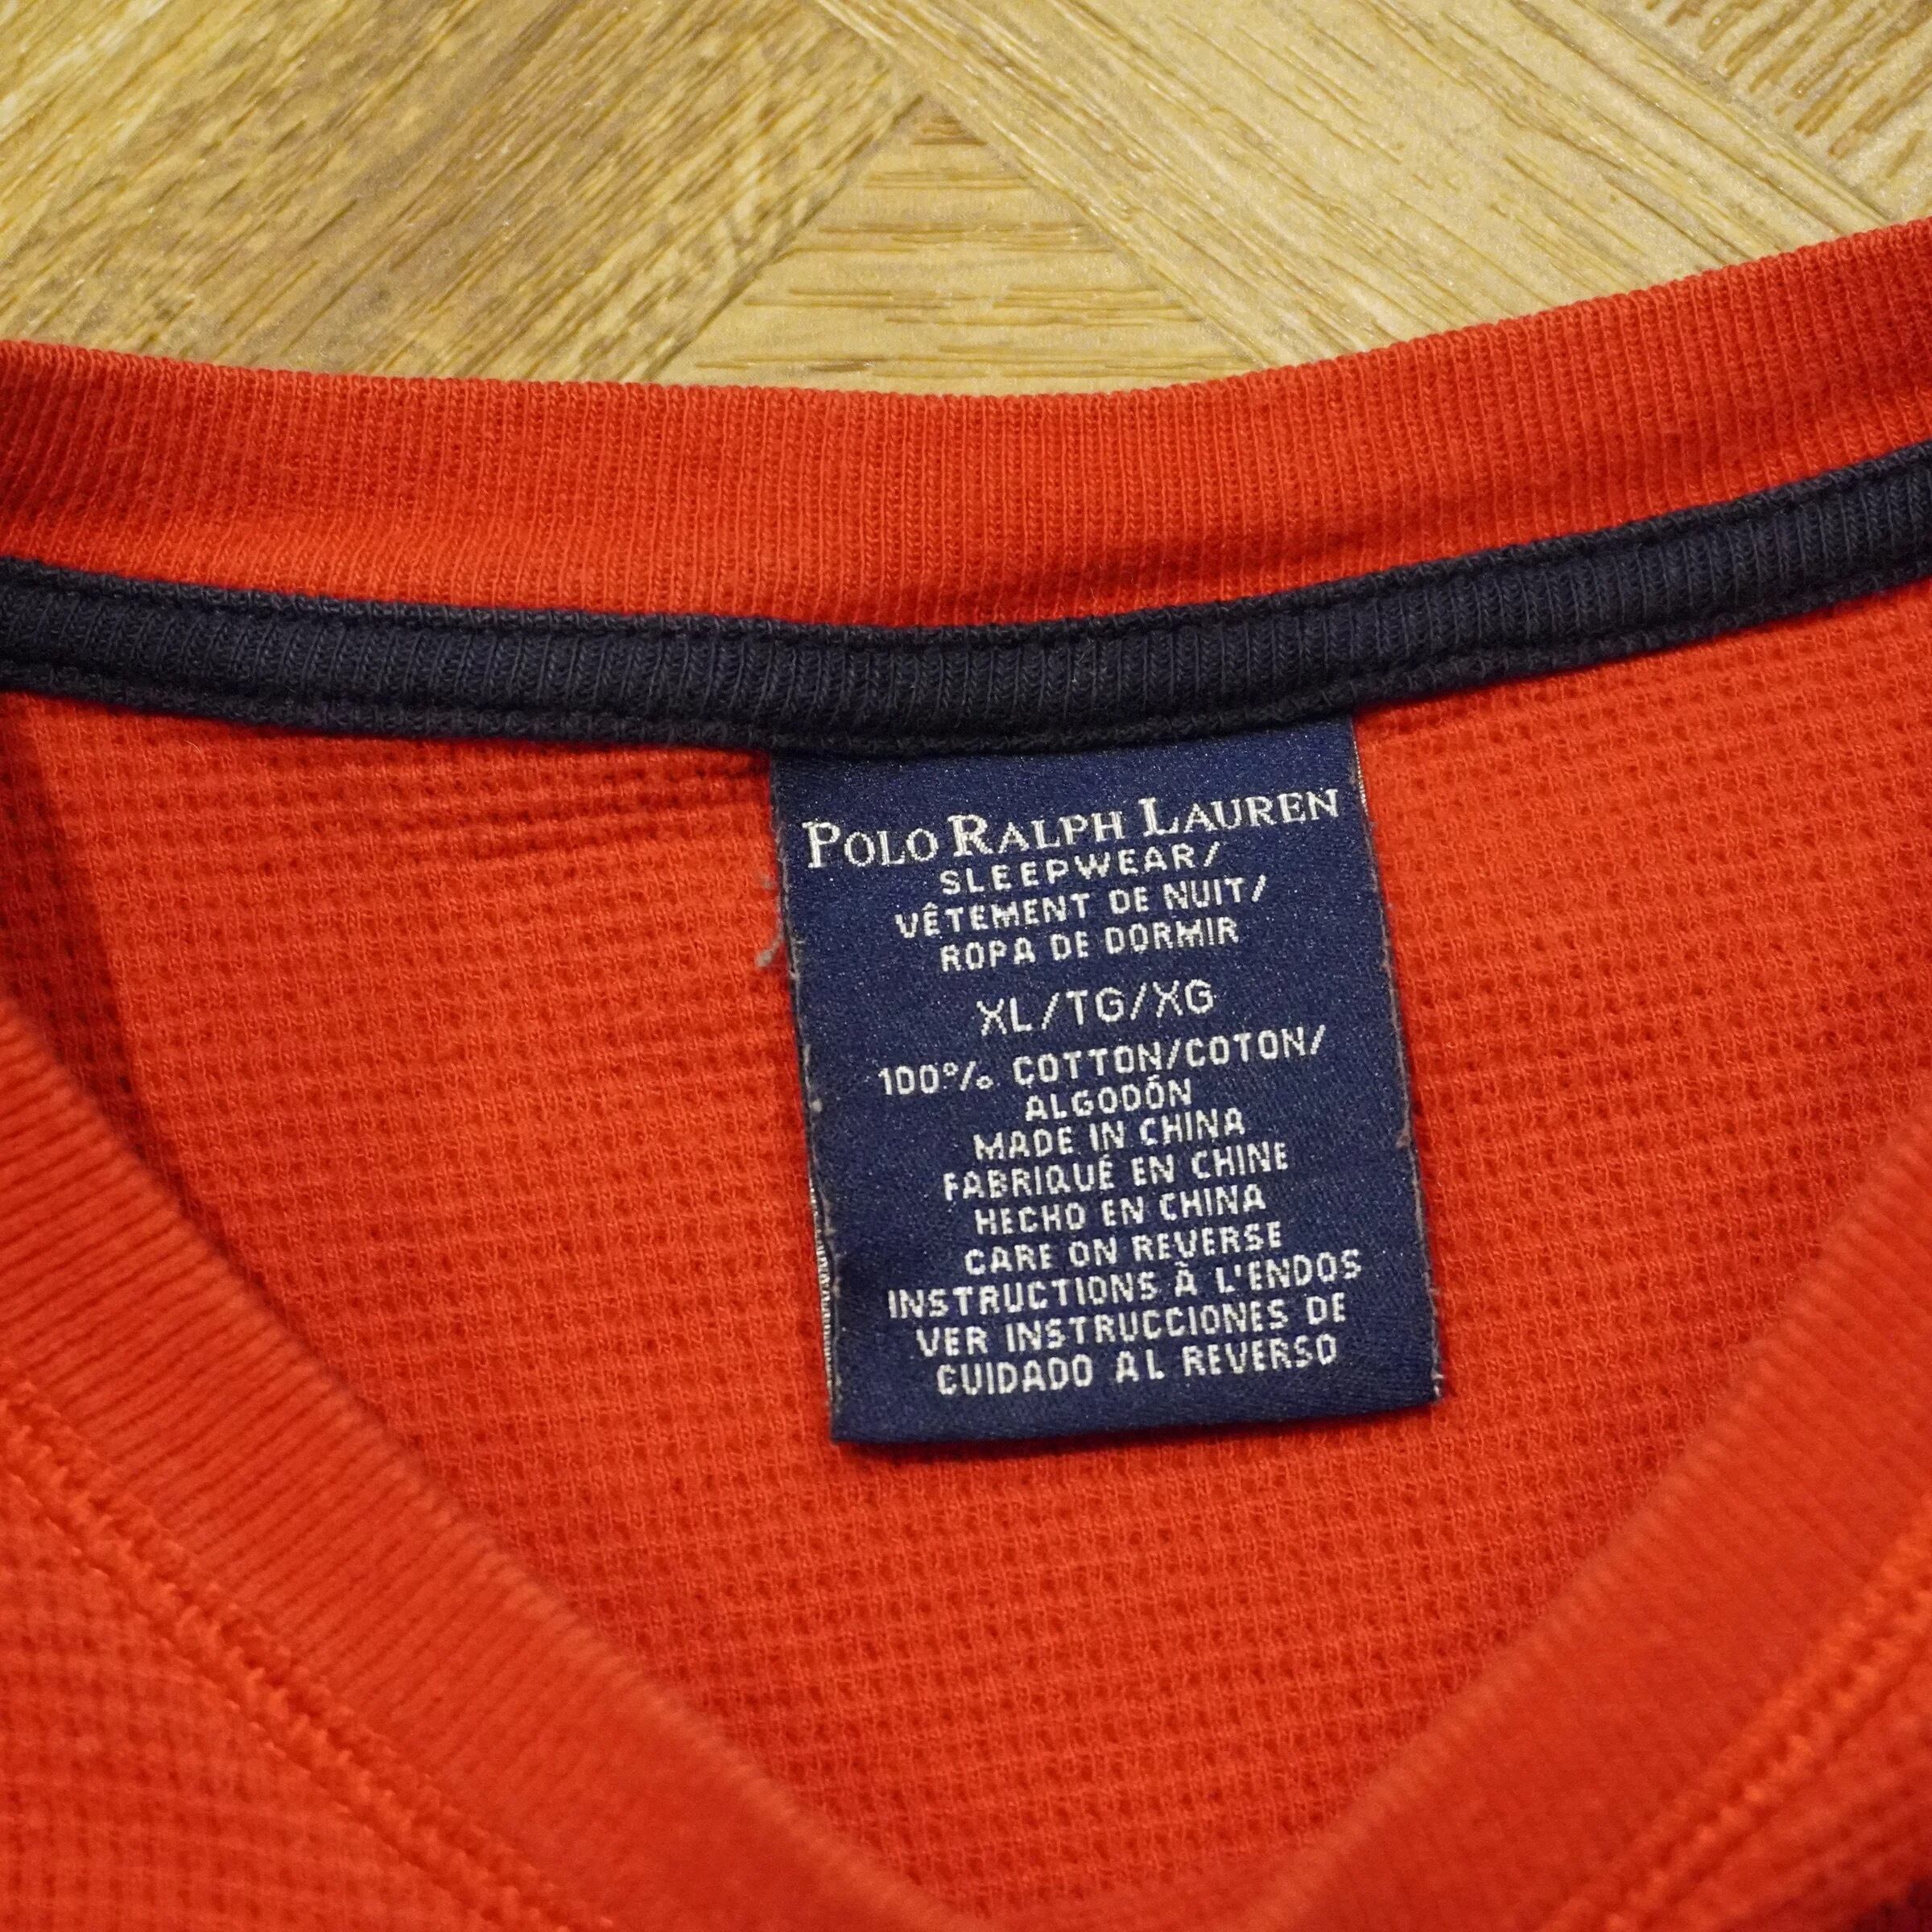 POLO RALPH LAUREN
SLEEPWEAR/
VÊTEMENT DE NUIT/
ROPA DE DORMIR
XL/TG/XG
100% COTTON/COTON/
ALGODÓN
MADE IN CHINA
FABRIQUÉ EN CHINE
HECHO EN CHINA
CARE ON REVERSE
INSTRUCTIONS À L'ENDOS
VER INSTRUCCIONES DE
CUIDADO AL REVERSO